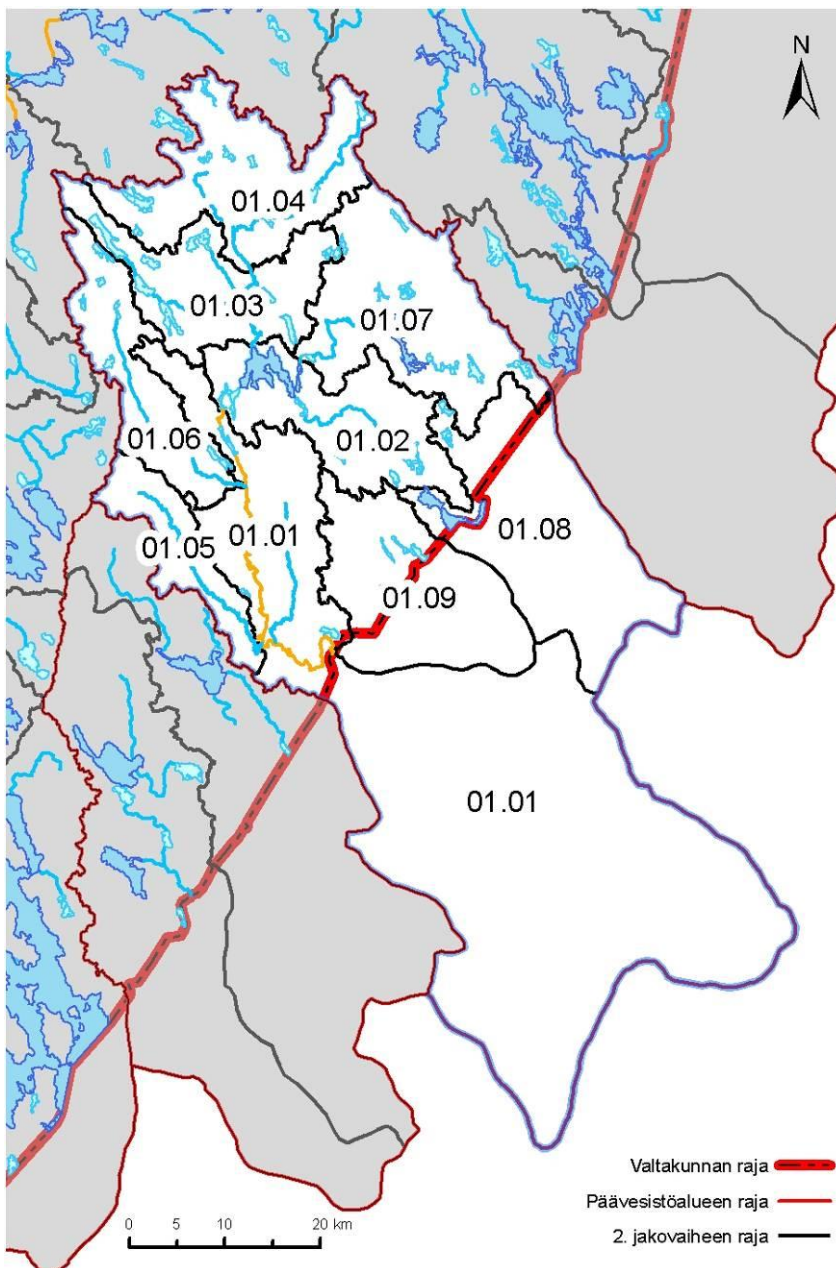 N
01.04
01.03
01.07
01.06
01.02
01.05
01.01
01.08
01.09
01.01
Valtakunnan raja
Päävesistöalueen raja
2. jakovaiheen raja
0 5 10 20 km